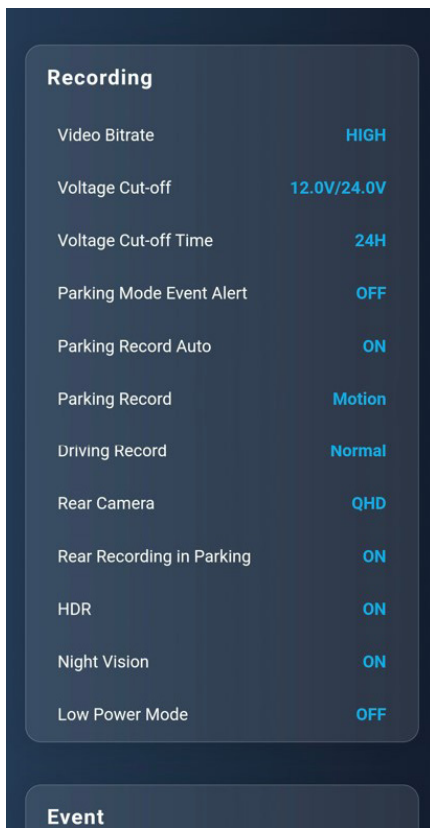 Recording
Video Bitrate HIGH
Voltage Cut-off 12.0V/24.0V
Voltage Cut-off Time 24H
Parking Mode Event Alert OFF
Parking Record Auto ON
Parking Record Motion
Driving Record Normal
Rear Camera QHD
Rear Recording in Parking ON
HDR ON
Night Vision ON
Low Power Mode OFF
Event